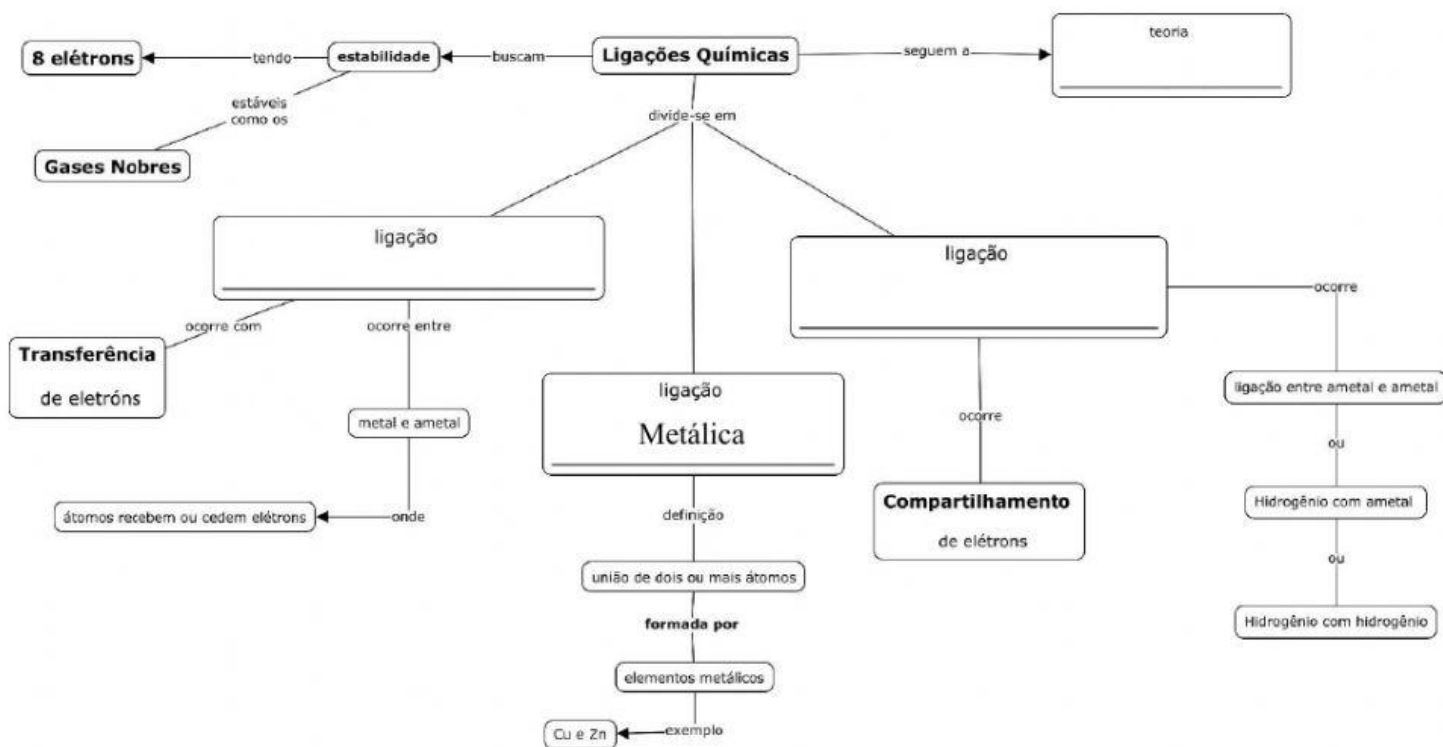 8 elétrons
tendo
estabilidade
buscam
Ligações Químicas
seguem a
teoria
estáveis
como os
Gases Nobres
divide-se em
ligação
ocorre com
ocorre entre
Transferência
de eletróns
metal e ametal
átomos recebem ou cedem elétrons
onde
ligação
Metálica
definição
união de dois ou mais átomos
formada por
elementos metálicos
exemplo
Cu e Zn
ligação
ocorre
Compartilhamento
de elétrons
ocorre
ligação entre ametal e ametal
ou
Hidrogênio com ametal
ou
Hidrogênio com hidrogênio